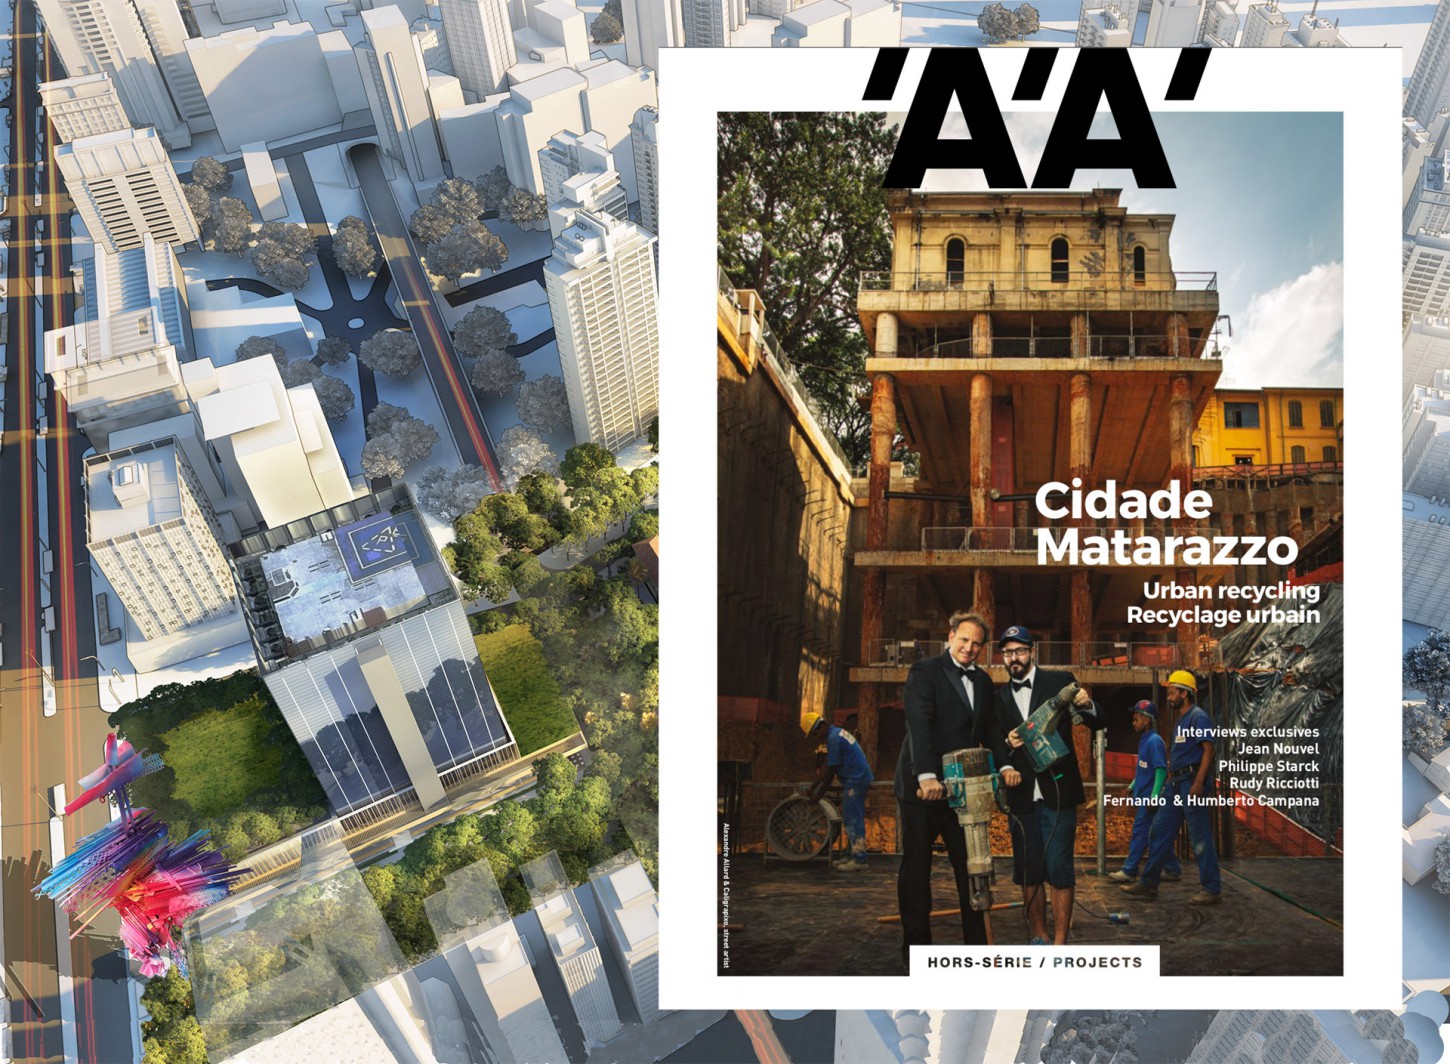 'A'A'
Cidade
Matarazzo
Urban recycling
Recyclage urbain
Interviews exclusives
Jean Nouvel
Philippe Starck
Rudy Ricciotti
Fernando & Humberto Campana
Alexandre Allard & Caligrapixo, street artist
HORS-SÉRIE / PROJECTS